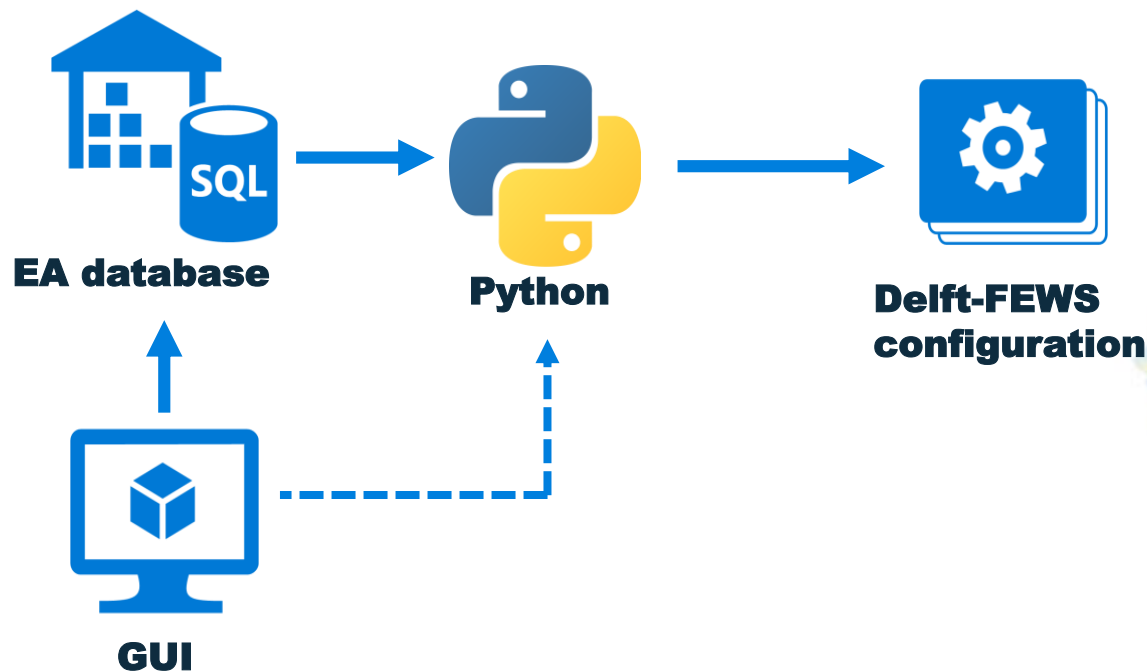 SQL
EA database
Python
Delft-FEWS
configuration
GUI